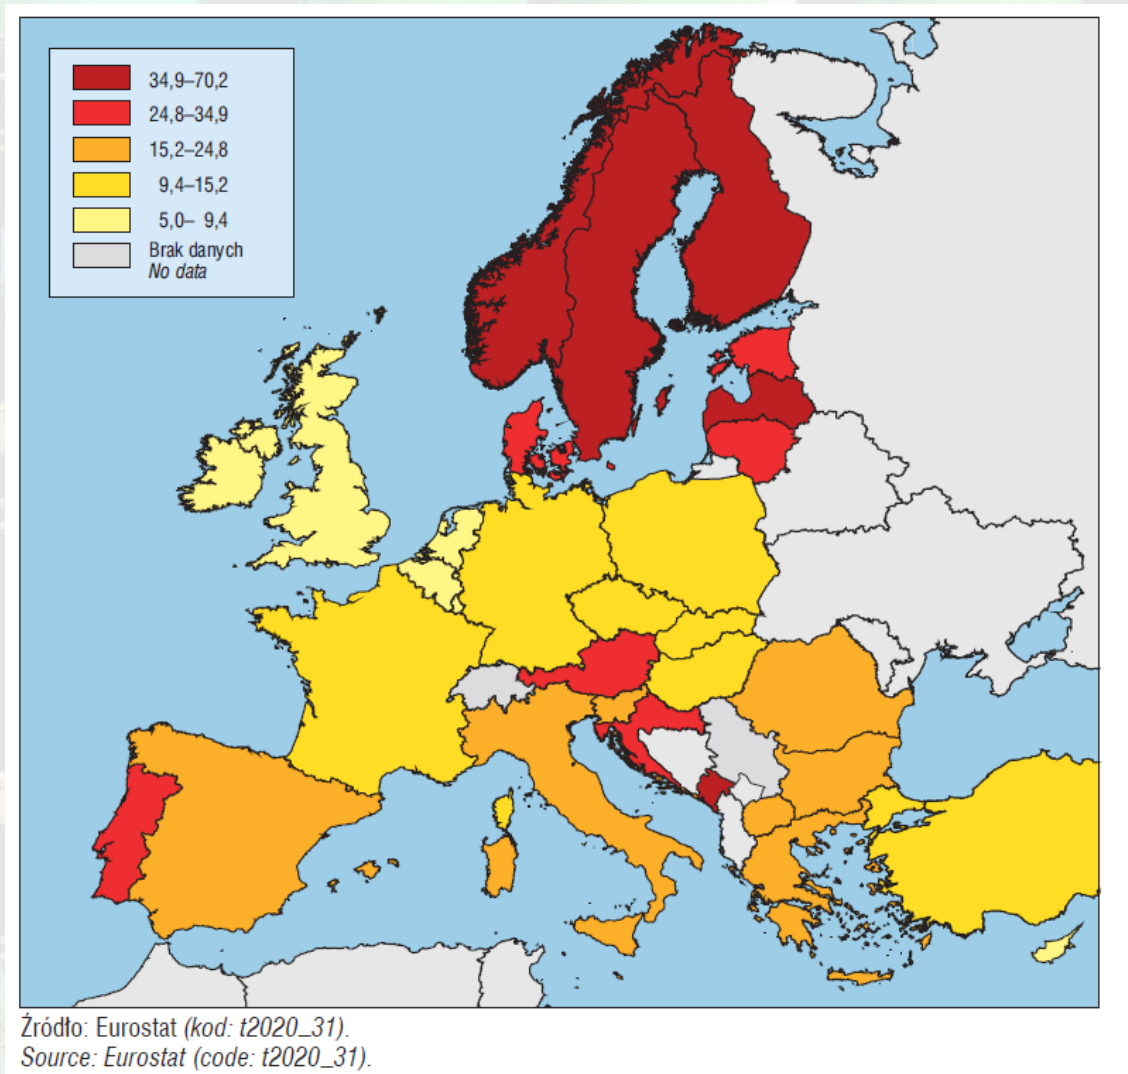 34,9–70,2
24,8–34,9
15,2–24,8
9,4–15,2
5,0– 9,4
Brak danych
No data
Źródło: Eurostat (kod: t2020_31).
Source: Eurostat (code: t2020_31).